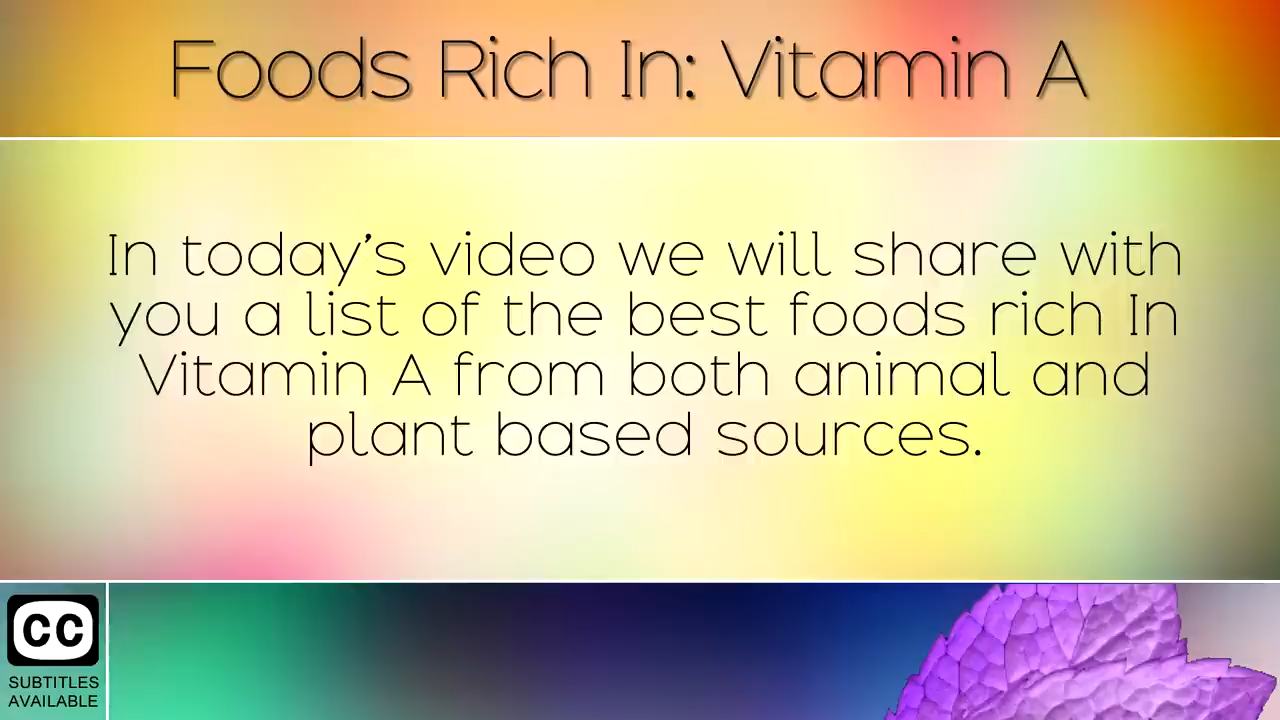 Foods Rich In: Vitamin A
In today's video we will share with
you a list of the best foods rich In
Vitamin A from both animal and
plant based sources.
CC
SUBTITLES
AVAILABLE